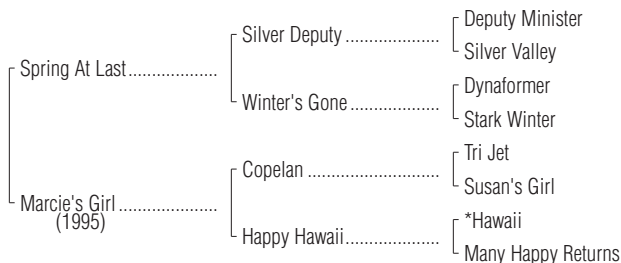 Deputy Minister
Silver Deputy .....................
Silver Valley
Spring At Last...................
Dynaformer
Winter's Gone ....................
Stark Winter
Tri Jet
Copelan ..............................
Susan's Girl
Marcie's Girl .....................
(1995)
*Hawaii
Happy Hawaii.....................
Many Happy Returns